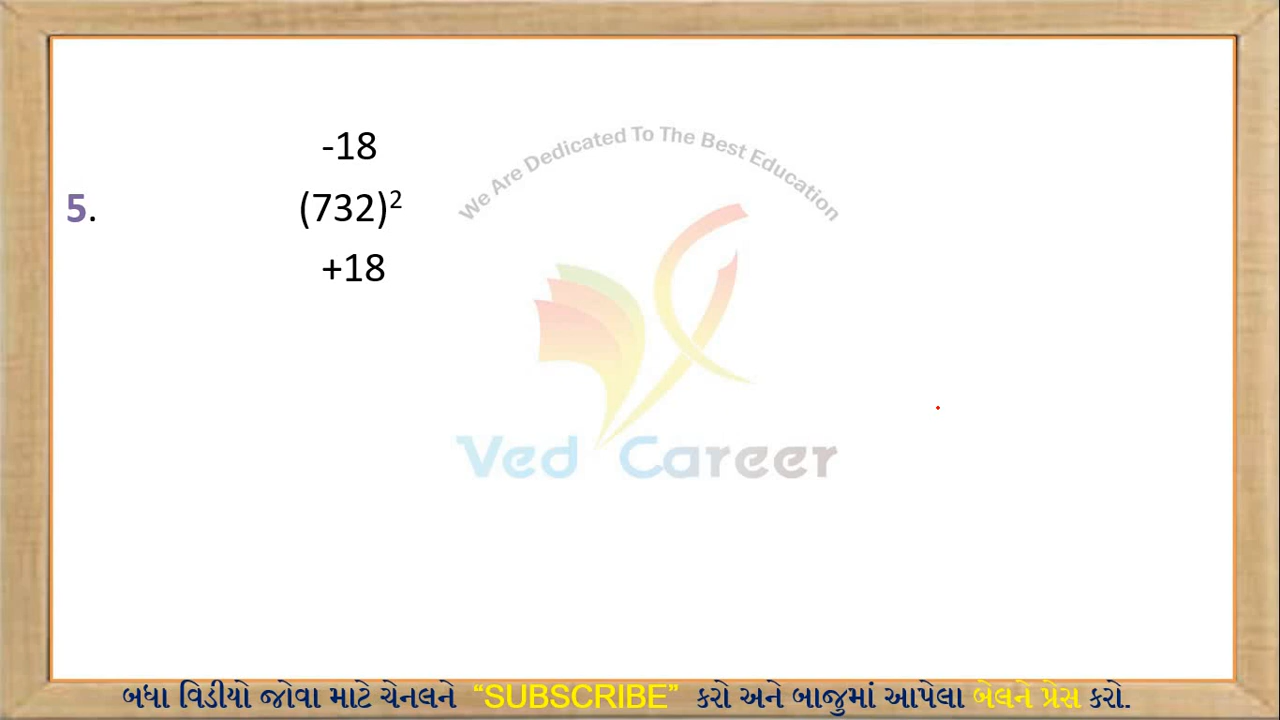 We Are Dedicated To The Best Education
-18
5. (732)²
+18
Ved Career
બધા વિડીયો જોવા માટે ચેનલને “SUBSCRIBE” કરો અને બાજુમાં આપેલા બેલને પ્રેસ કરો.